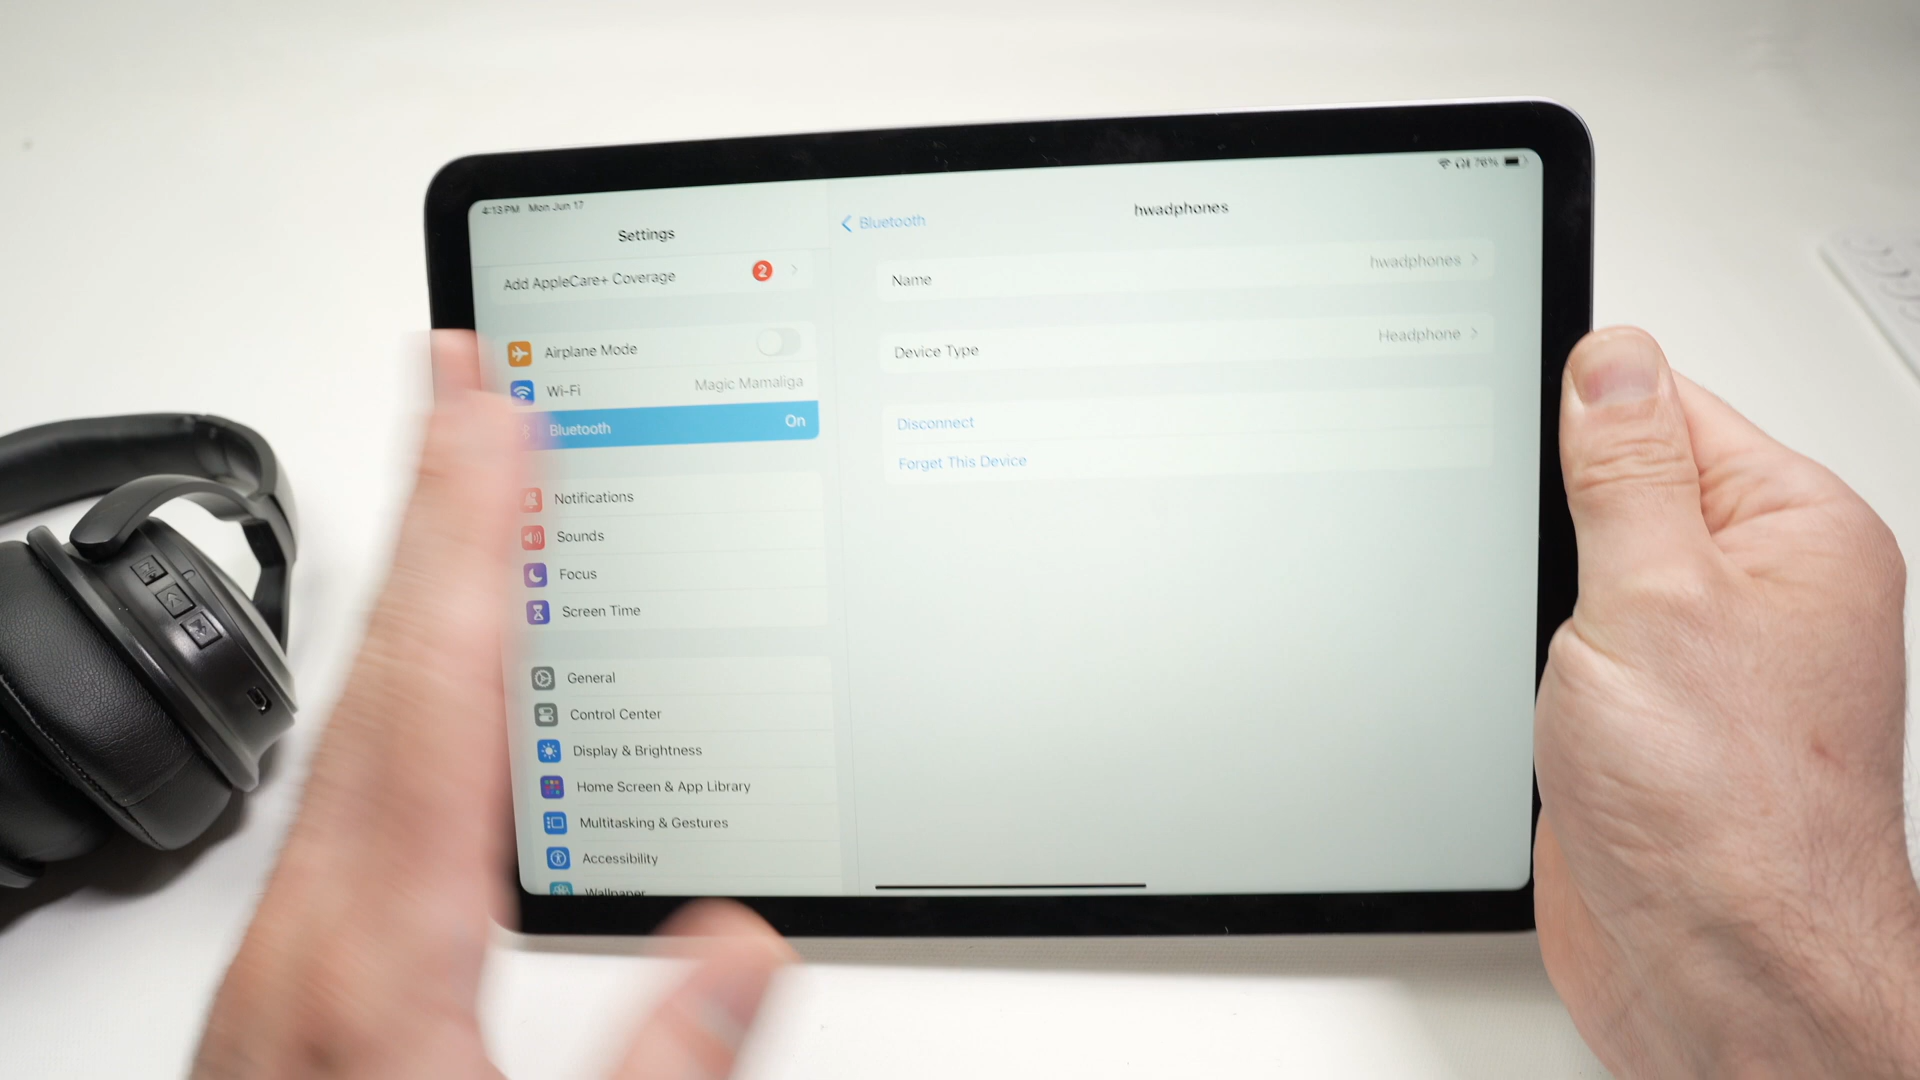 4:13 PM Mon Jun 17
76%
Settings
Add AppleCare+ Coverage 2
Airplane Mode
Wi-Fi Magic Mamaliga
Bluetooth On
Notifications
Sounds
Focus
Screen Time
General
Control Center
Display & Brightness
Home Screen & App Library
Multitasking & Gestures
Accessibility
Wallpaper
Bluetooth
hwadphones
Name hwadphones
Device Type Headphone
Disconnect
Forget This Device